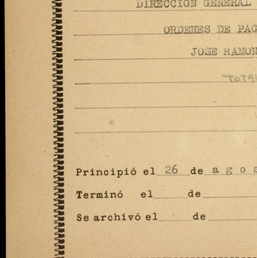 DIRECCION GENERAL
ORDENES DE PAG
JOSE RAMON
Principió el 26 de agos
Terminó el de
Se archivó el de